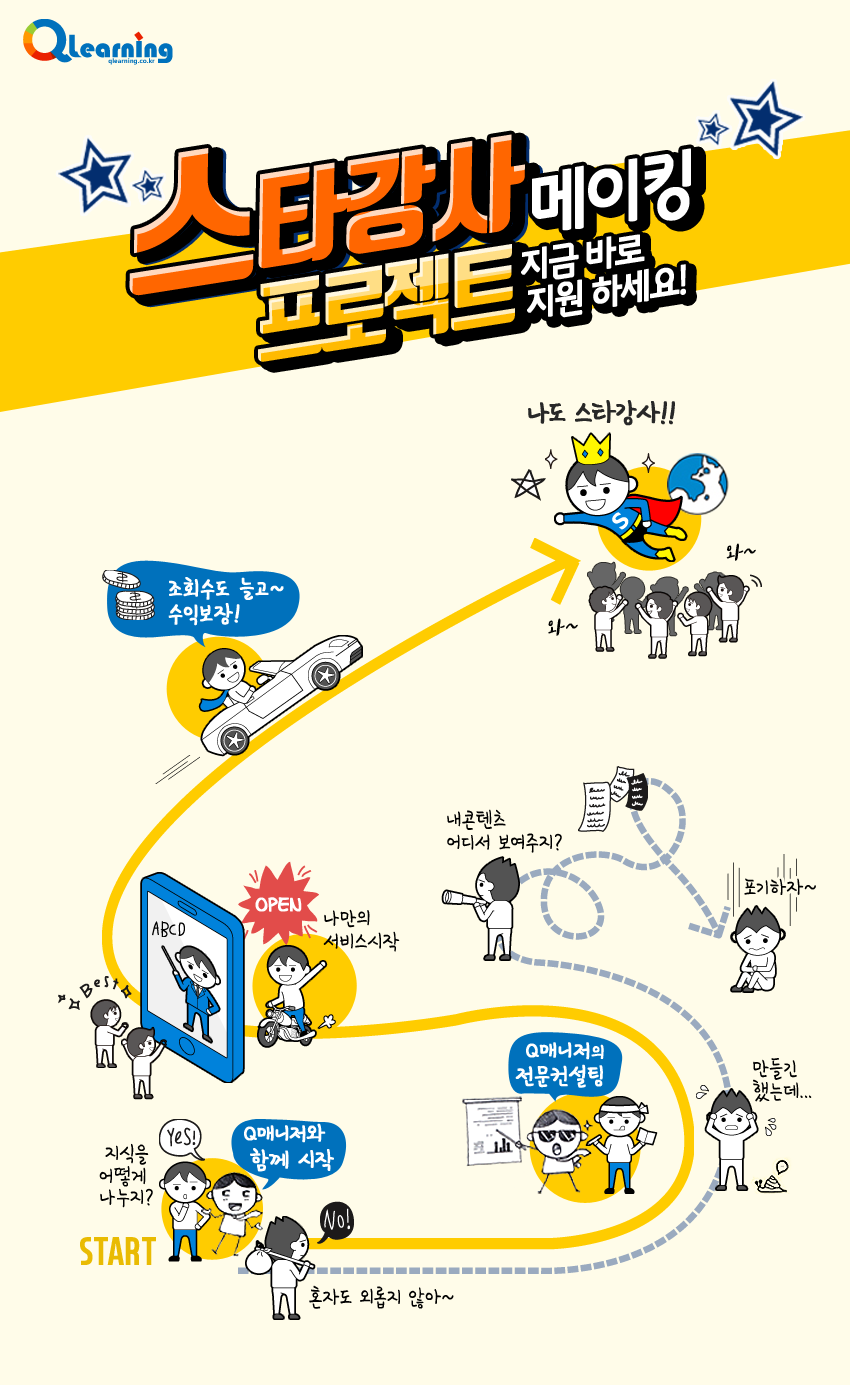 QLearning
qlearning.co.kr
스타강사 메이킹
프로젝트 지금 바로
지원 하세요!
나도 스타강사!!
S
와~
와~
조회수도 늘고~
수익보장!
내콘텐츠
어디서 보여주지?
포기하자~
OPEN
나만의
서비스시작
ABCD
Best
Q매니저의
전문컨설팅
만들긴
했는데...
Yes!
지식을
어떻게
나누지?
Q매니저와
함께 시작
No!
START
혼자도 외롭지 않아~